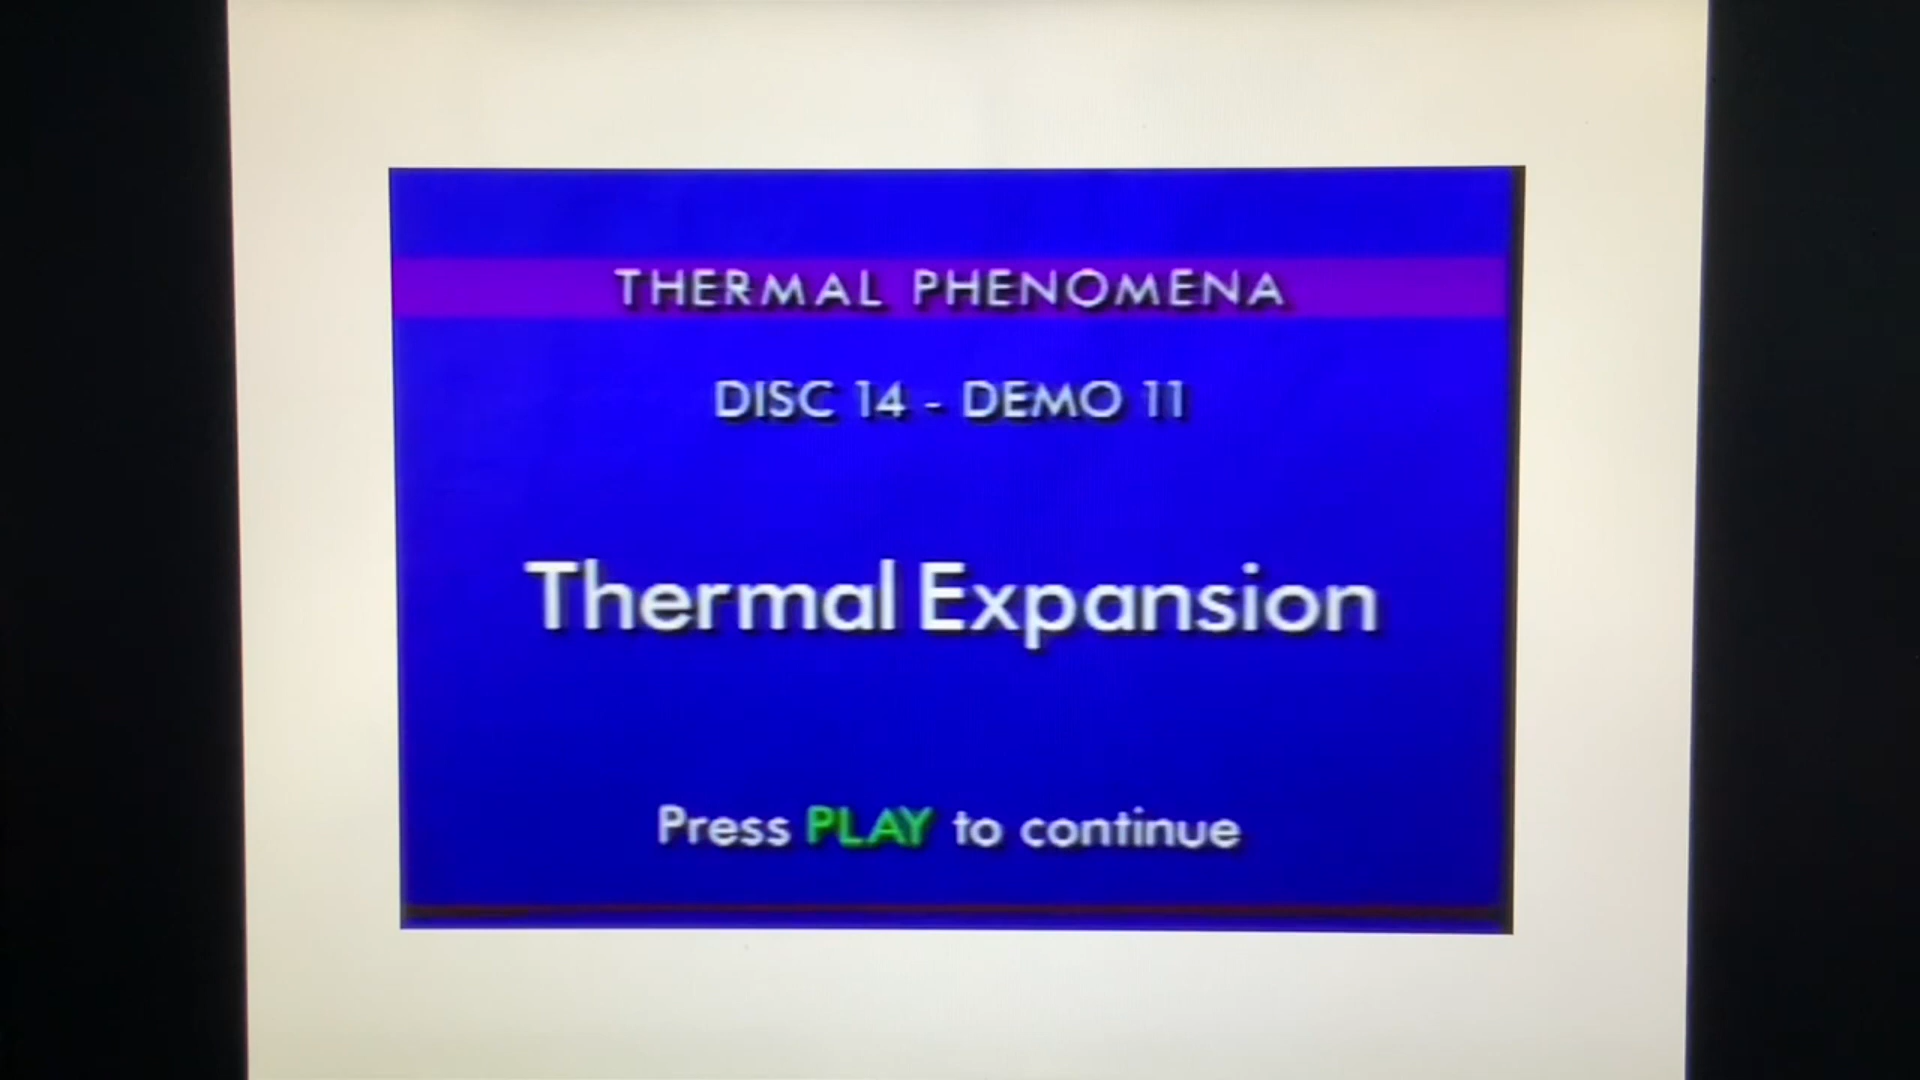 THERMAL PHENOMENA
DISC 14 - DEMO 11
Thermal Expansion
Press PLAY to continue